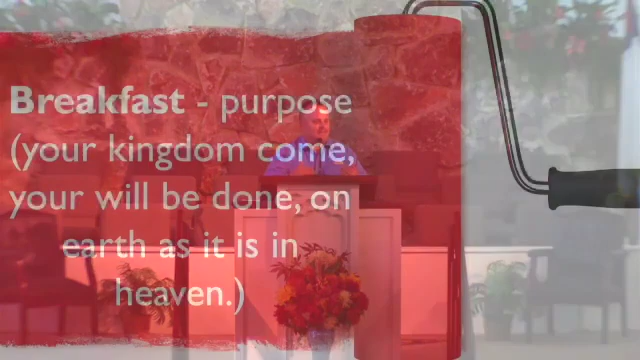 Breakfast - purpose
(your kingdom come,
your will be done, on
earth as it is in
heaven.)